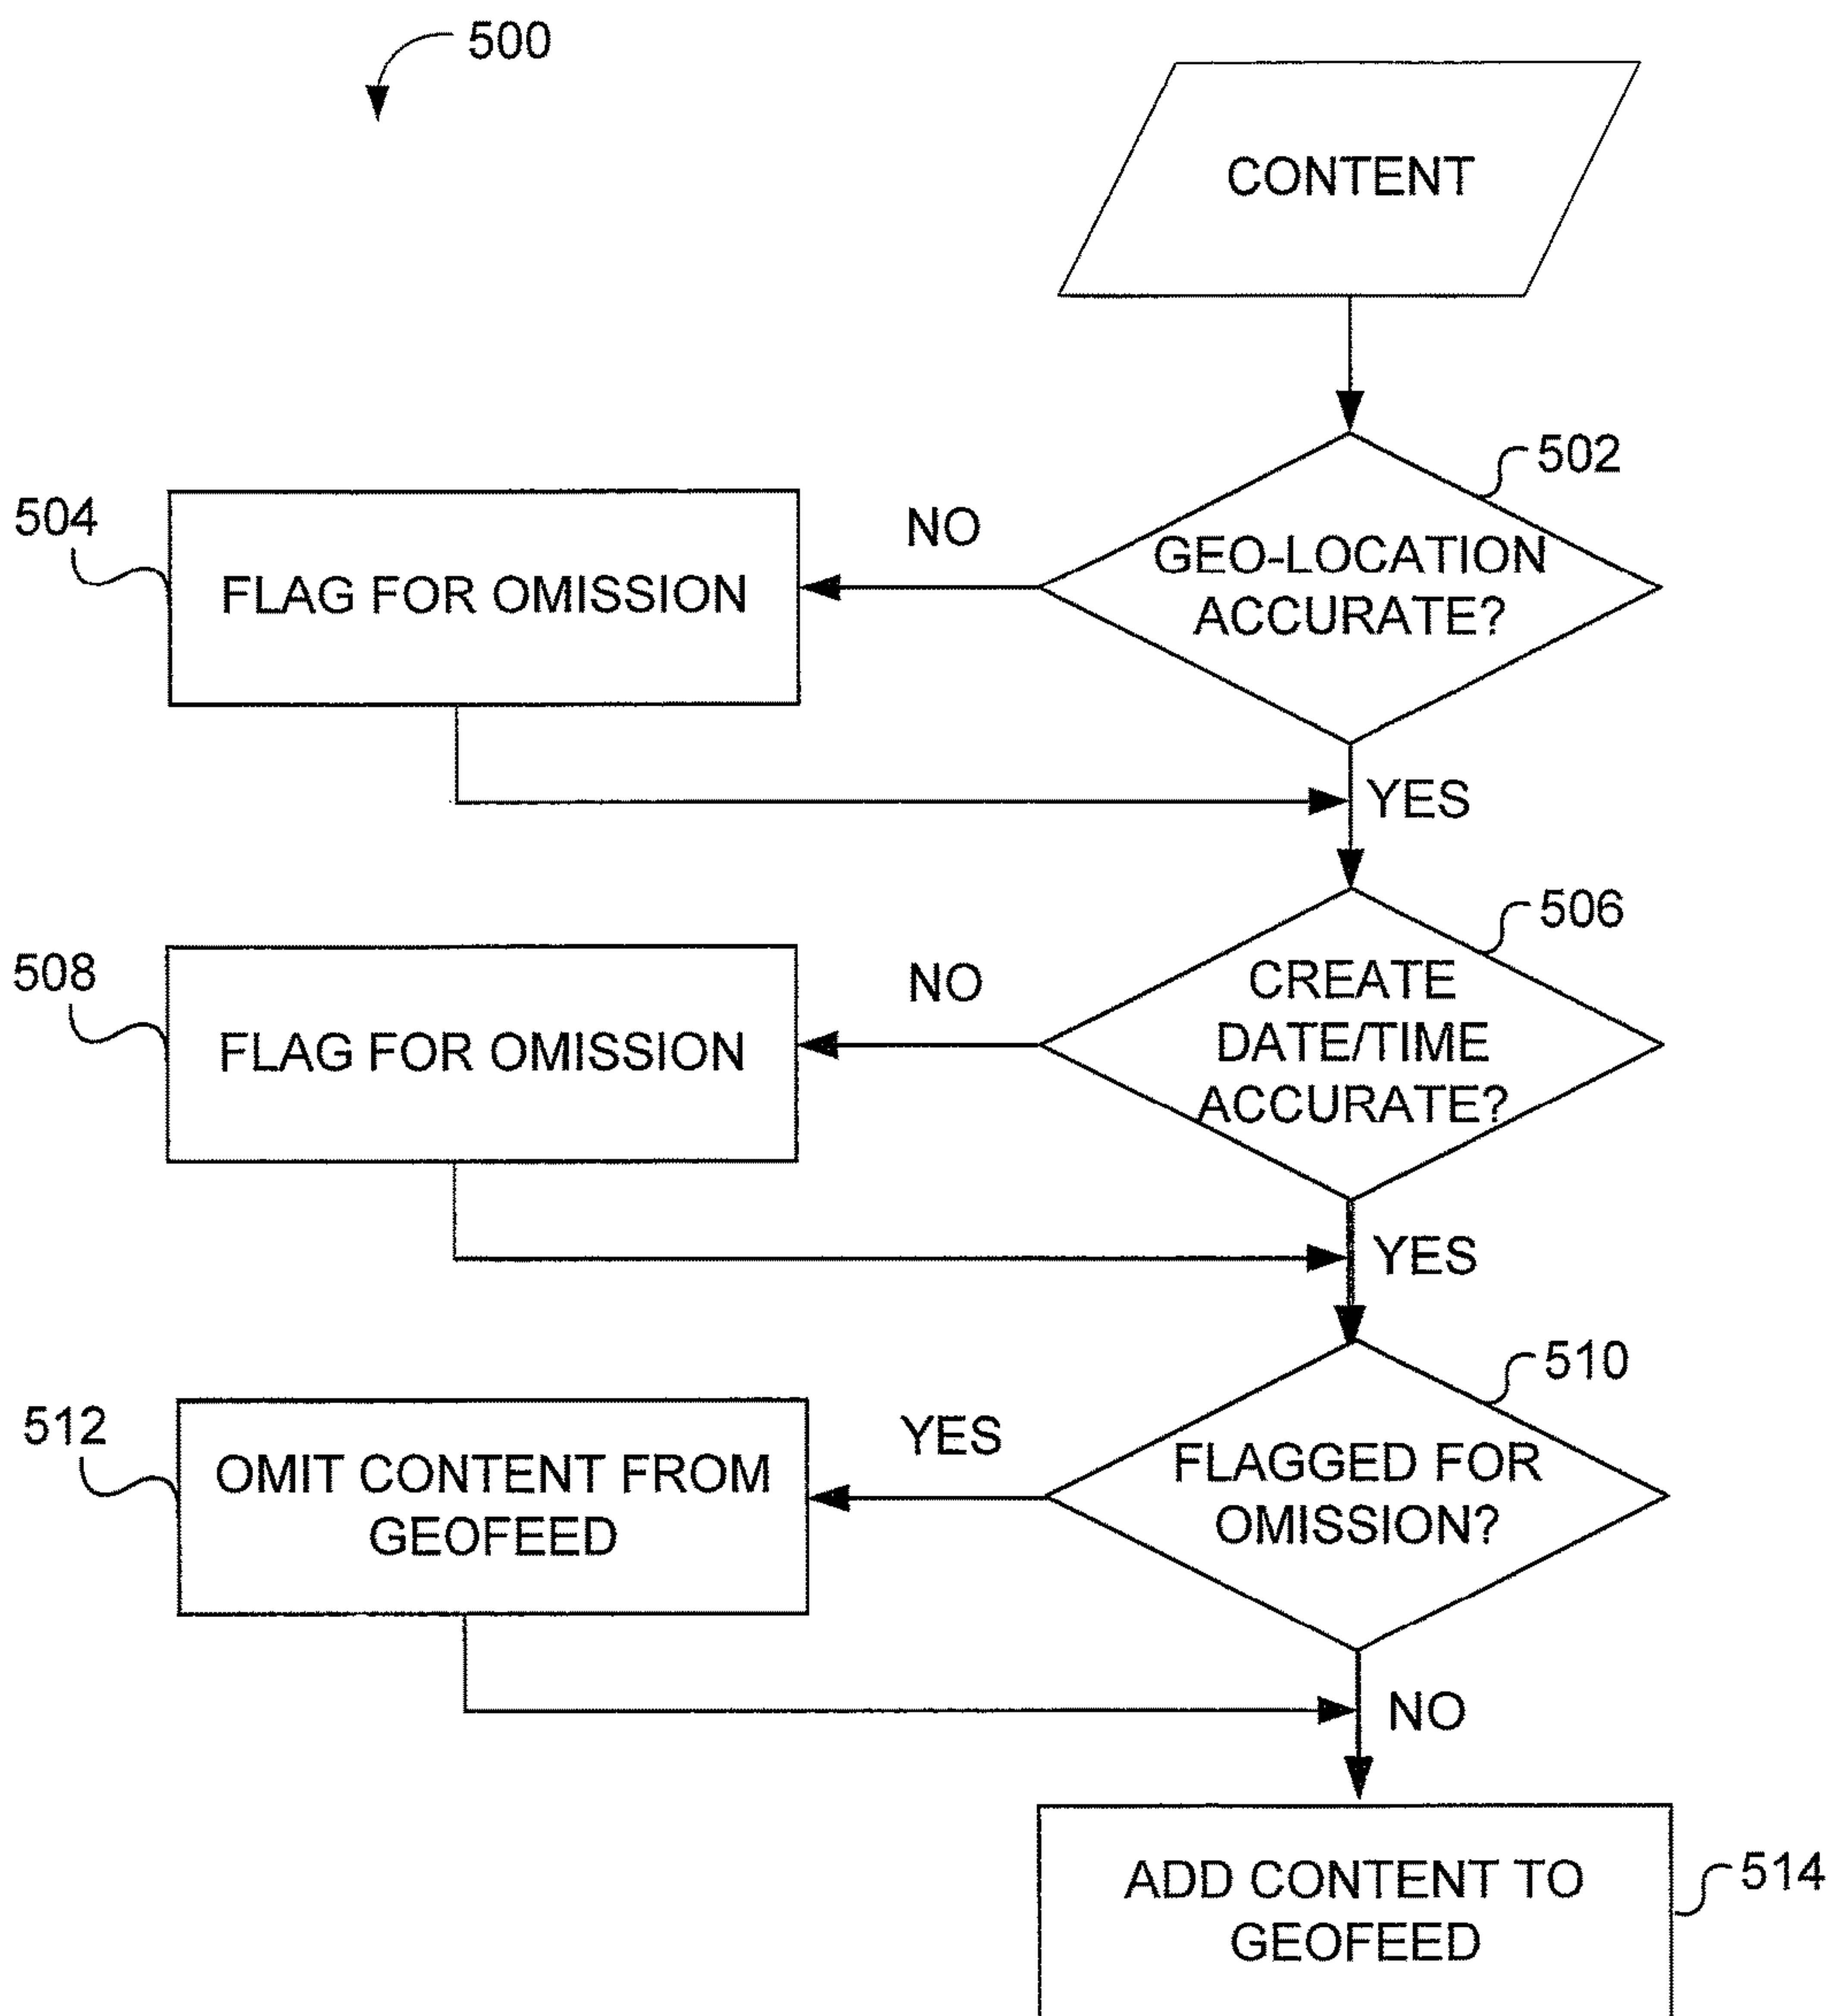 500
CONTENT
502
GEO-LOCATION
ACCURATE?
NO
504
FLAG FOR OMISSION
YES
506
CREATE
DATE/TIME
ACCURATE?
NO
508
FLAG FOR OMISSION
YES
510
FLAGGED FOR
OMISSION?
YES
512
OMIT CONTENT FROM
GEOFEED
NO
514
ADD CONTENT TO
GEOFEED